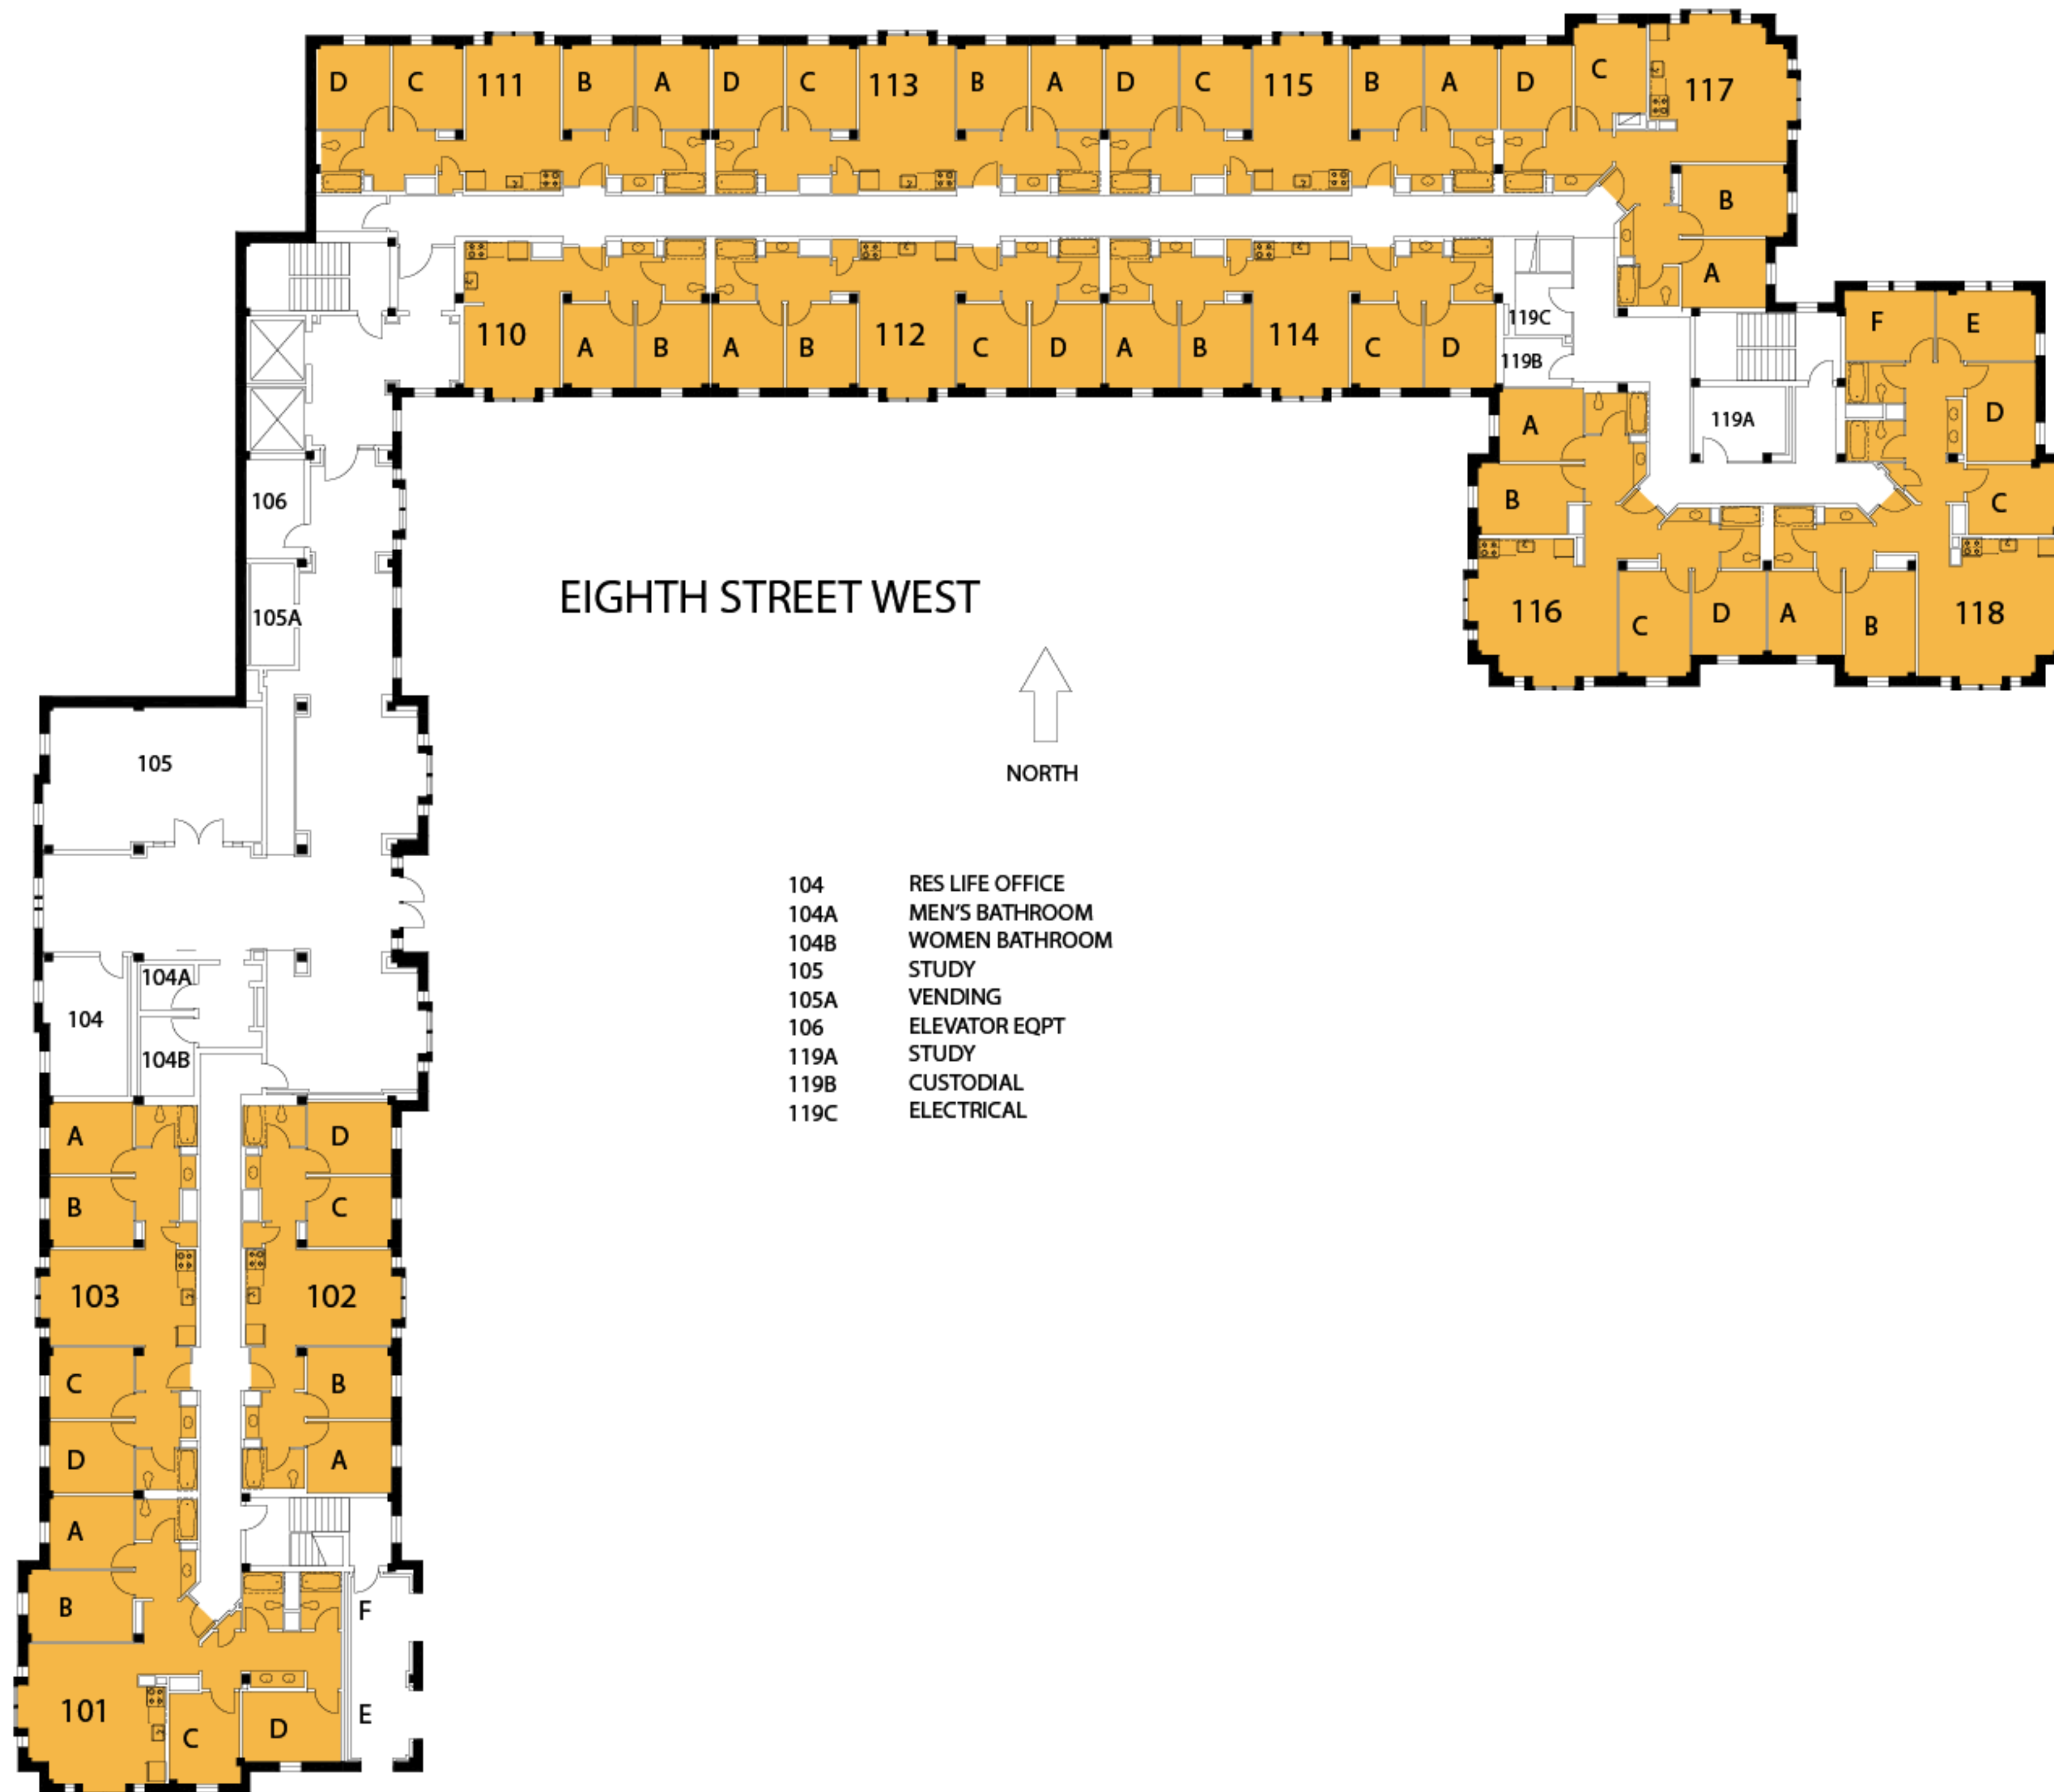 D C 111 B A D C 113 B A D C 115 B A D C 117
B
A
110 A B A B 112 C D A B 114 C D
119C
119B
F E
D
C
119A
A
B
116 C D A B 118
106
105A
EIGHTH STREET WEST
NORTH
105
104 RES LIFE OFFICE
104A MEN'S BATHROOM
104B WOMEN BATHROOM
105 STUDY
105A VENDING
106 ELEVATOR EQPT
119A STUDY
119B CUSTODIAL
119C ELECTRICAL
104A
104
104B
A D
B C
103 102
C B
D A
A
B F
101 C D E